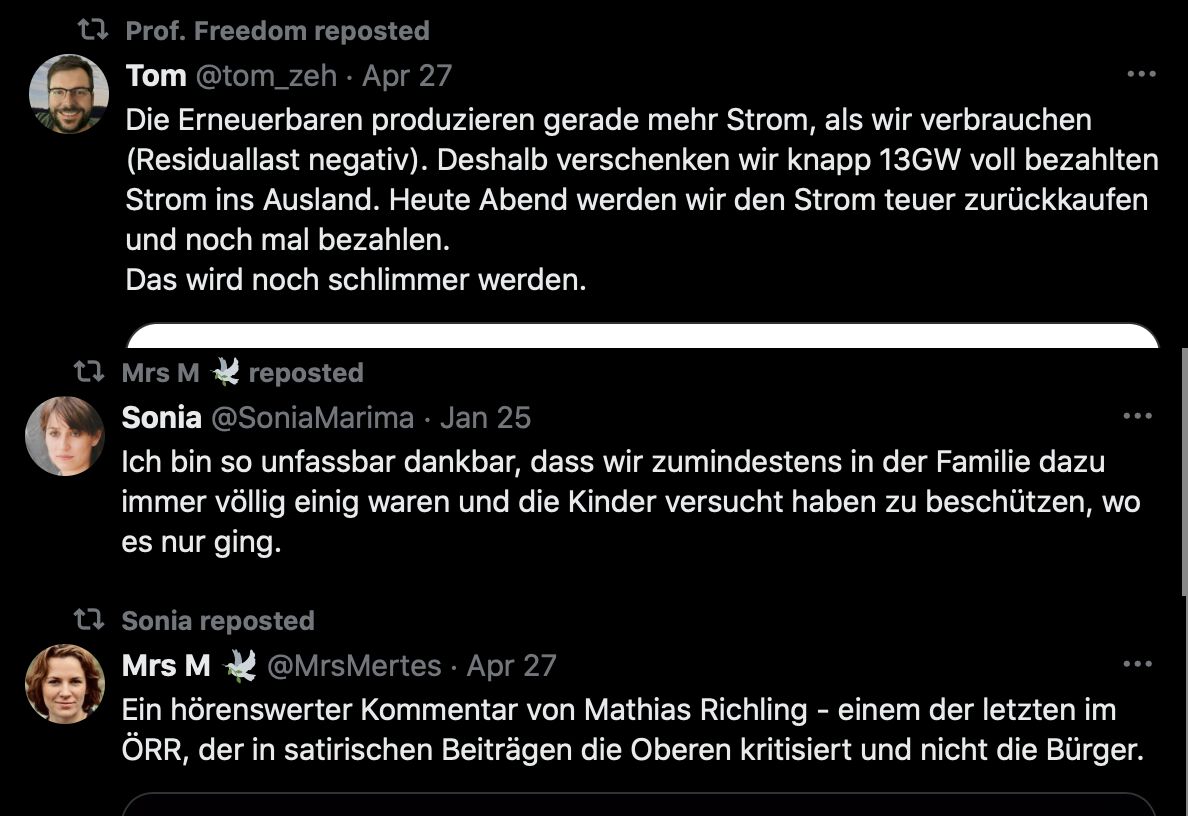 Prof. Freedom reposted
Tom @tom_zeh · Apr 27
Die Erneuerbaren produzieren gerade mehr Strom, als wir verbrauchen
(Residuallast negativ). Deshalb verschenken wir knapp 13GW voll bezahlten
Strom ins Ausland. Heute Abend werden wir den Strom teuer zurückkaufen
und noch mal bezahlen.
Das wird noch schlimmer werden.
Mrs M 🕊️ reposted
Sonia @SoniaMarima · Jan 25
Ich bin so unfassbar dankbar, dass wir zumindestens in der Familie dazu
immer völlig einig waren und die Kinder versucht haben zu beschützen, wo
es nur ging.
Sonia reposted
Mrs M 🕊️ @MrsMertes · Apr 27
Ein hörenswerter Kommentar von Mathias Richling - einem der letzten im
ÖRR, der in satirischen Beiträgen die Oberen kritisiert und nicht die Bürger.